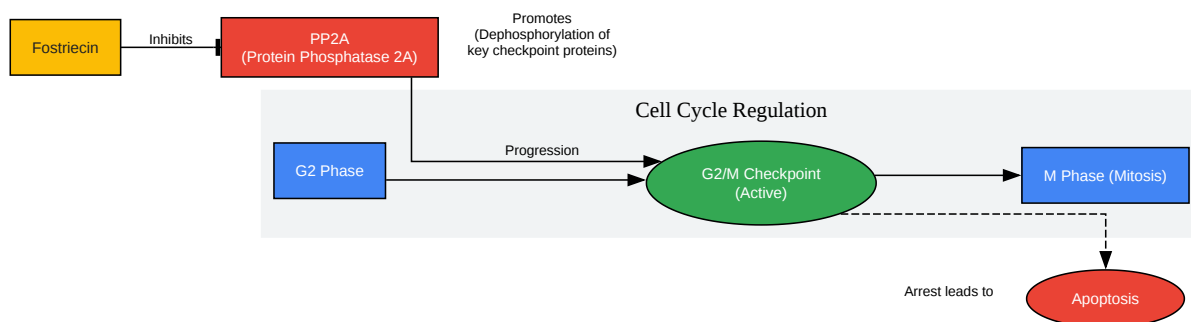 Fostriecin
Inhibits
PP2A
(Protein Phosphatase 2A)
Promotes
(Dephosphorylation of
key checkpoint proteins)
Cell Cycle Regulation
G2 Phase
Progression
G2/M Checkpoint
(Active)
M Phase (Mitosis)
Arrest leads to
Apoptosis